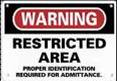 WARNING
RESTRICTED
AREA
PROPER IDENTIFICATION
REQUIRED FOR ADMITTANCE.